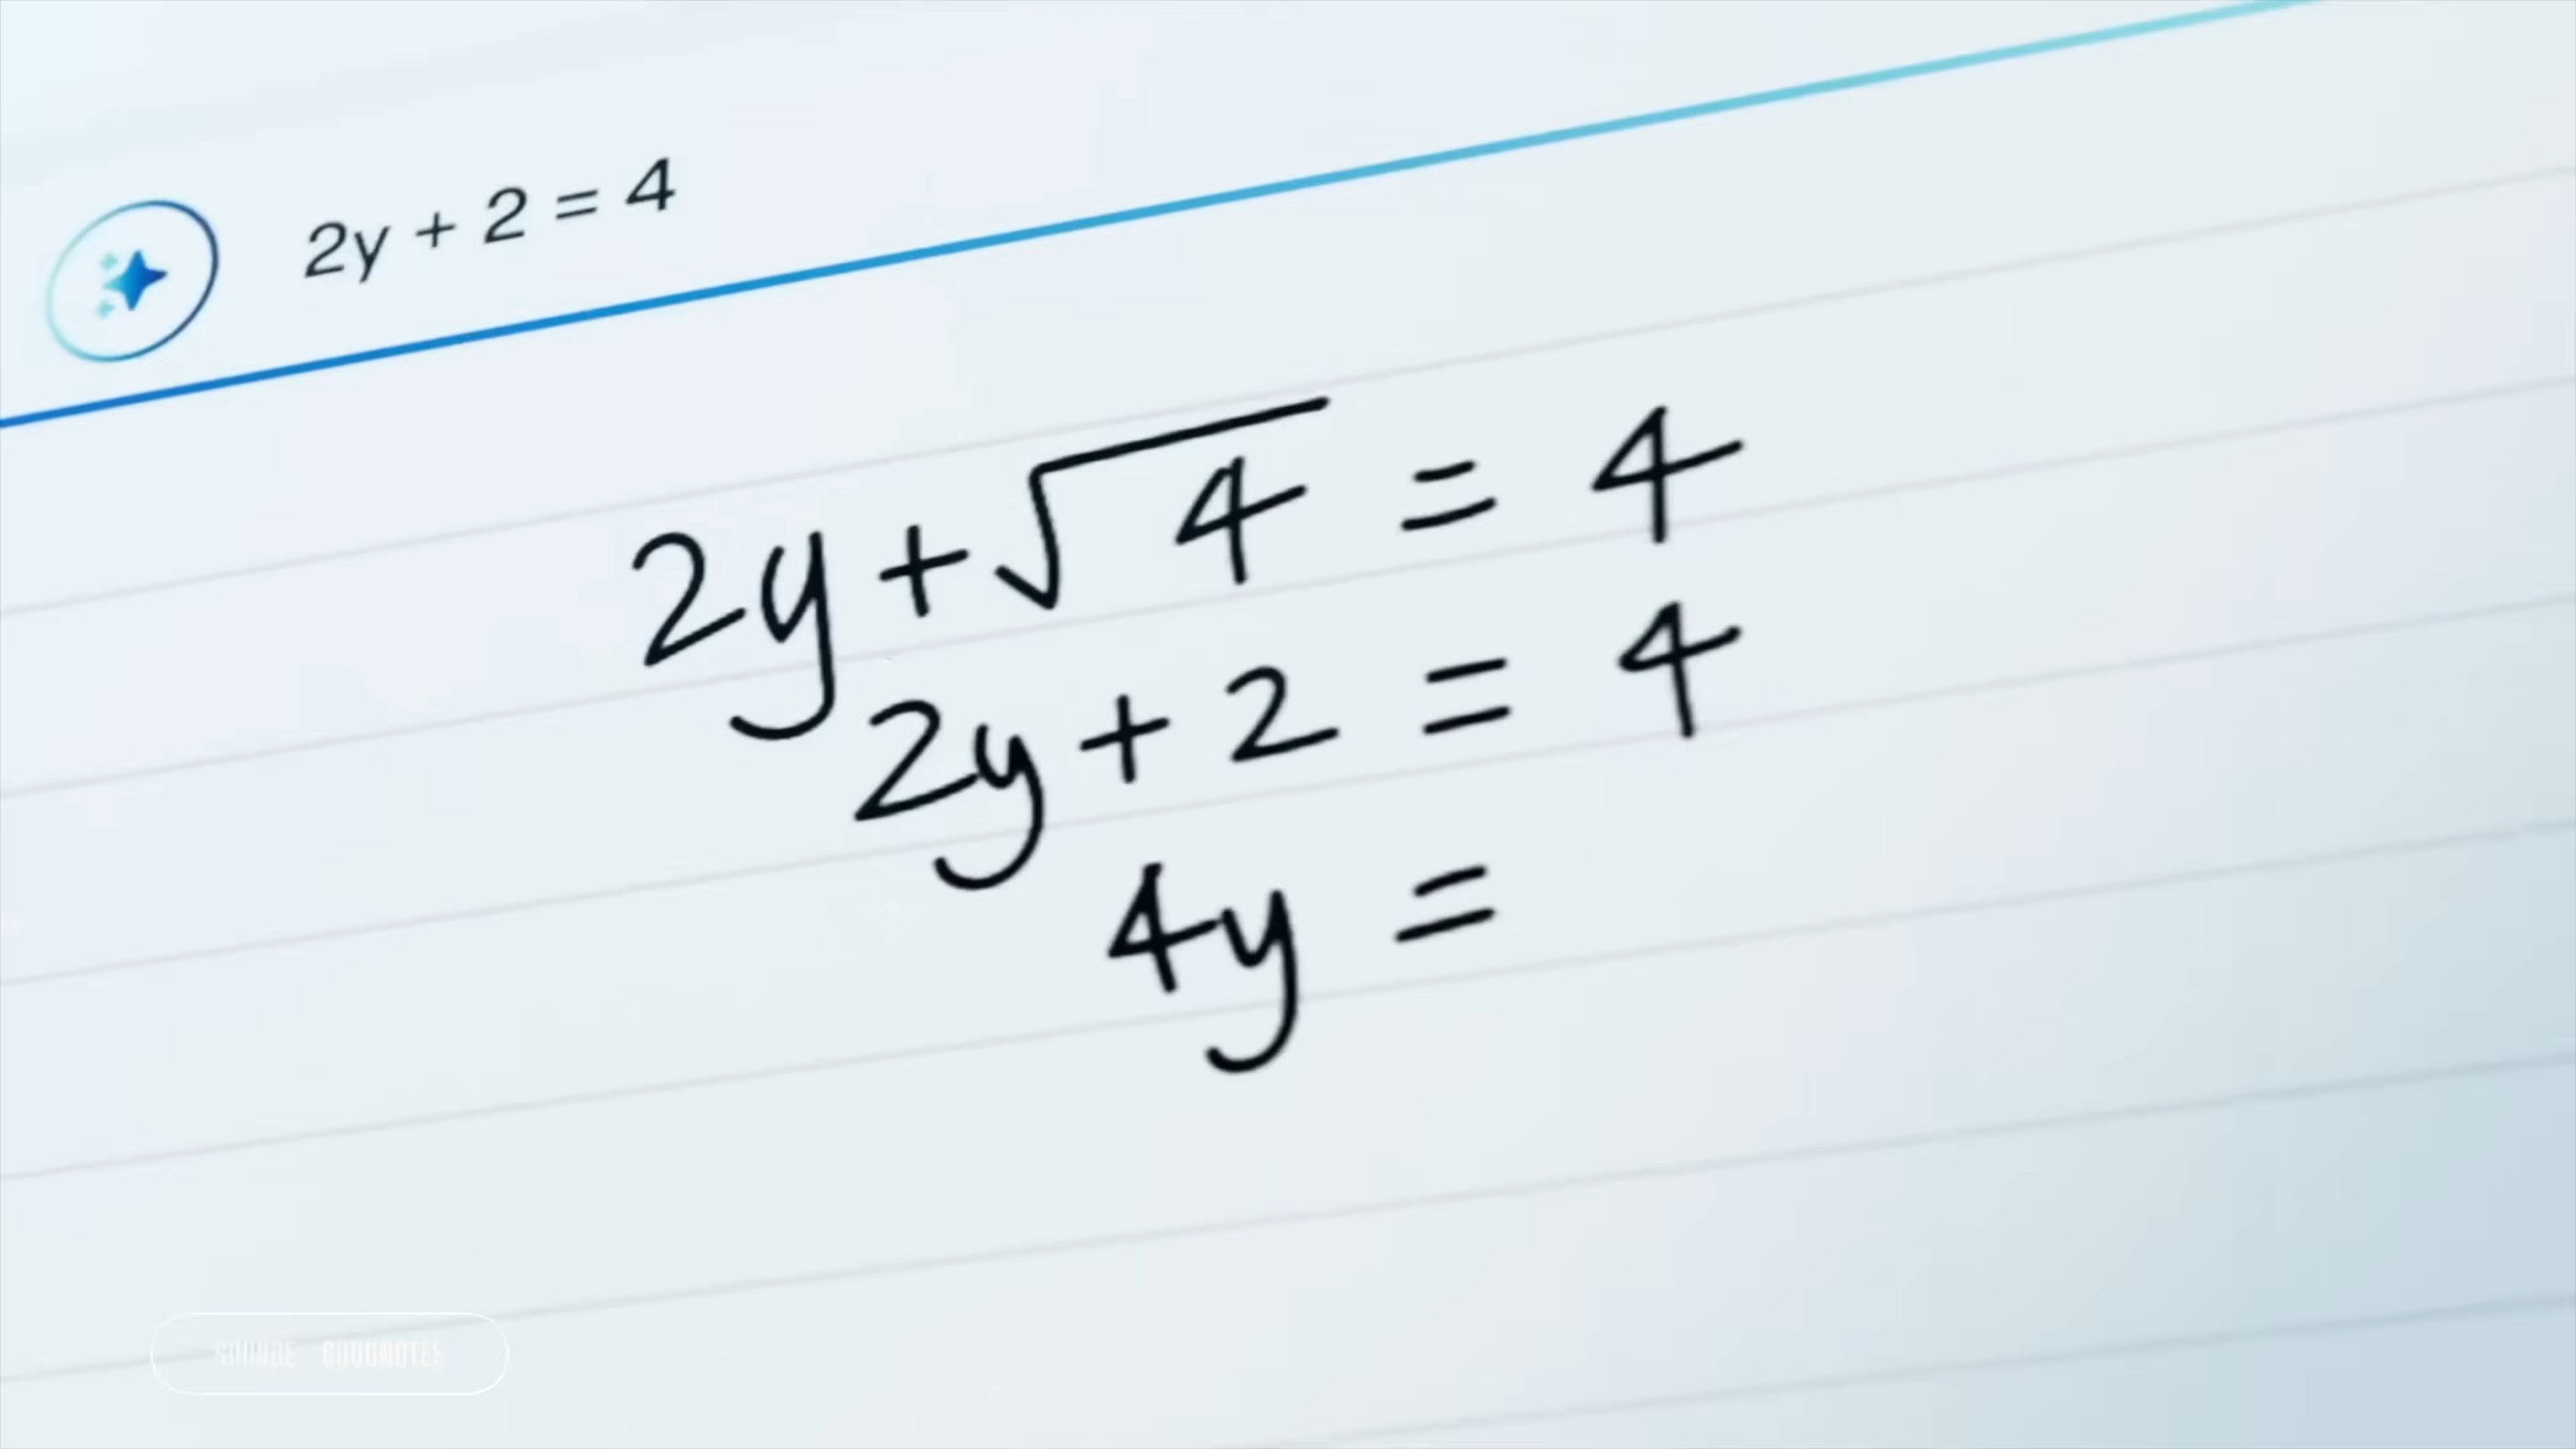 2y + 2 = 4
2y + √4 = 4
2y + 2 = 4
4y =